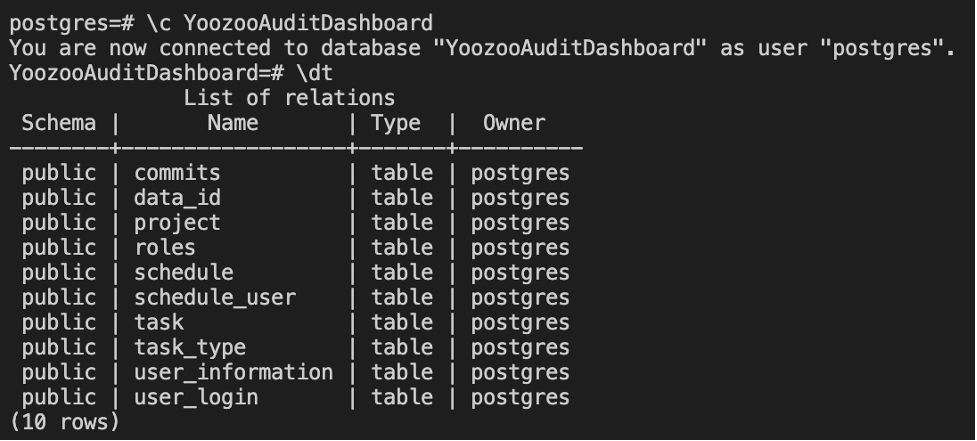 postgres=# \c YoozooAuditDashboard
You are now connected to database "YoozooAuditDashboard" as user "postgres".
YoozooAuditDashboard=# \dt
              List of relations
 Schema |       Name       | Type  |  Owner
--------+------------------+-------+----------
 public | commits          | table | postgres
 public | data_id          | table | postgres
 public | project          | table | postgres
 public | roles            | table | postgres
 public | schedule         | table | postgres
 public | schedule_user    | table | postgres
 public | task             | table | postgres
 public | task_type        | table | postgres
 public | user_information | table | postgres
 public | user_login       | table | postgres
(10 rows)